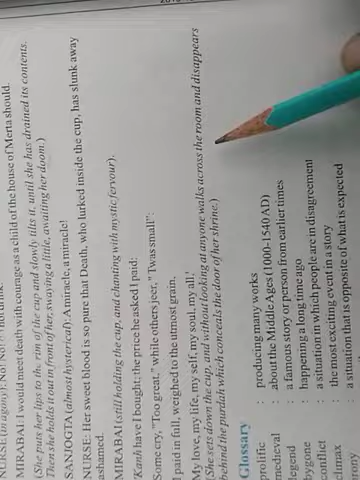 NURSE (in agony): No! No!
MIRABAI: I would meet death with courage as a child of the house of Merta should.
(She puts her lips to the rim of the cup and slowly tilts it, until she has drained its contents.
Then she holds it out in front of her, swaying a little, awaiting her doom.)
SANJOGTA (almost hysterical): A miracle, a miracle!
NURSE: Her sweet blood is so pure that Death, who lurked inside the cup, has slunk away
ashamed.
MIRABAI (still holding the cup, and chanting with mystic fervour).
'Kanh have I bought; the price he asked I paid:
Some cry, "Too great," while others jeer, "Twas small":
I paid in full, weighed to the utmost grain,
My love, my life, my self, my soul, my all.'
(She sets down the cup, and without looking at anyone walks across the room and disappears
behind the purdah which conceals the door of her shrine.)
Glossary
prolific : producing many works
medieval : about the Middle Ages (1000-1540 AD)
legend : a famous story or person from earlier times
bygone : happening a long time ago
conflict : a situation in which people are in disagreement
climax : the most exciting event in a story
irony : a situation that is opposite of what is expected